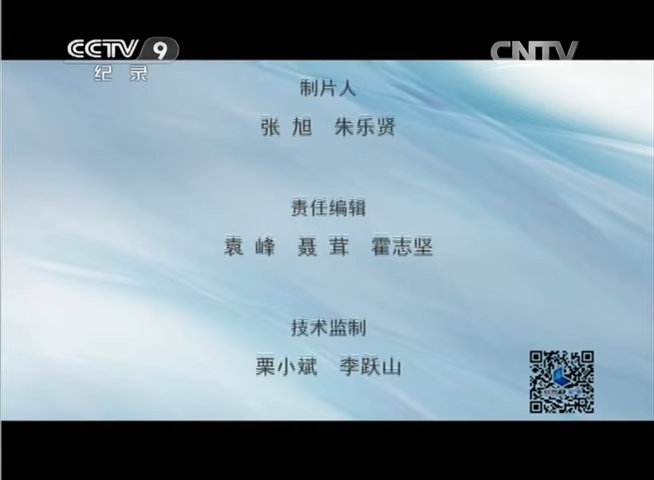 CCTV 9
纪录
CNTV
制片人
张 旭 朱乐贤
责任编辑
袁 峰 聂 茸 霍志坚
技术监制
栗小斌 李跃山